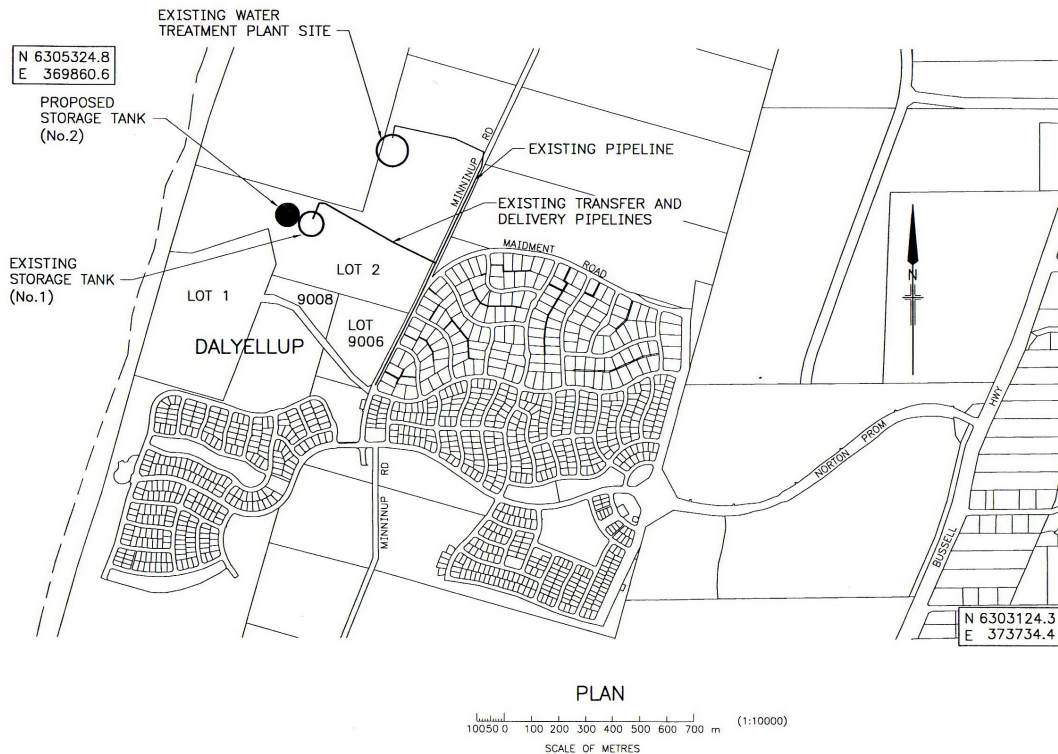 EXISTING WATER
TREATMENT PLANT SITE
N 6305324.8
E 369860.6
PROPOSED
STORAGE TANK
(No.2)
MINNINUP RD
EXISTING PIPELINE
EXISTING TRANSFER AND
DELIVERY PIPELINES
MAIDMENT ROAD
N
EXISTING
STORAGE TANK
(No.1)
LOT 2
LOT 1
9008
LOT
9006
DALYELLUP
MINNINUP RD
NORTON PROM
BUSSELL HWY
N 6303124.3
E 373734.4
PLAN
10050 0 100 200 300 400 500 600 700 m (1:10000)
SCALE OF METRES